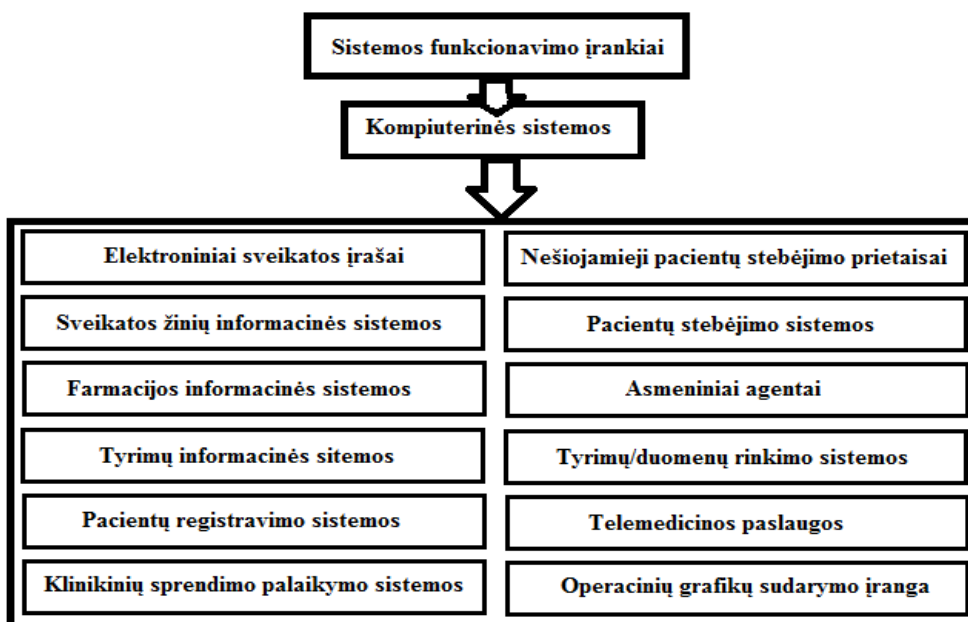 Sistemos funkcionavimo įrankiai
Kompiuterinės sistemos
Elektroniniai sveikatos įrašai
Nešiojamieji pacientų stebėjimo prietaisai
Sveikatos žinių informacinės sistemos
Pacientų stebėjimo sistemos
Farmacijos informacinės sistemos
Asmeniniai agentai
Tyrimų informacinės sitemos
Tyrimų/duomenų rinkimo sistemos
Pacientų registravimo sistemos
Telemedicinos paslaugos
Klinikinių sprendimo palaikymo sistemos
Operacinių grafikų sudarymo įranga